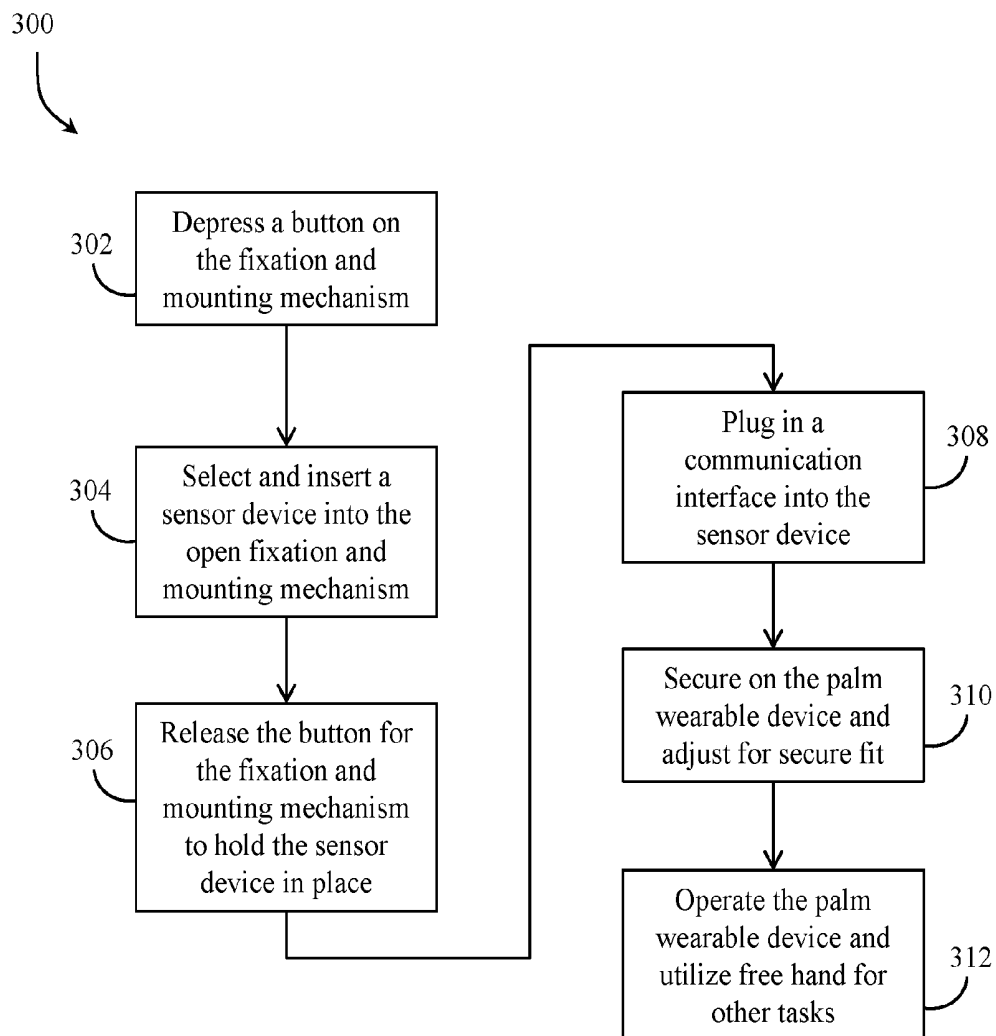 300
302
Depress a button on
the fixation and
mounting mechanism
304
Select and insert a
sensor device into the
open fixation and
mounting mechanism
306
Release the button for
the fixation and
mounting mechanism
to hold the sensor
device in place
308
Plug in a
communication
interface into the
sensor device
310
Secure on the palm
wearable device and
adjust for secure fit
312
Operate the palm
wearable device and
utilize free hand for
other tasks